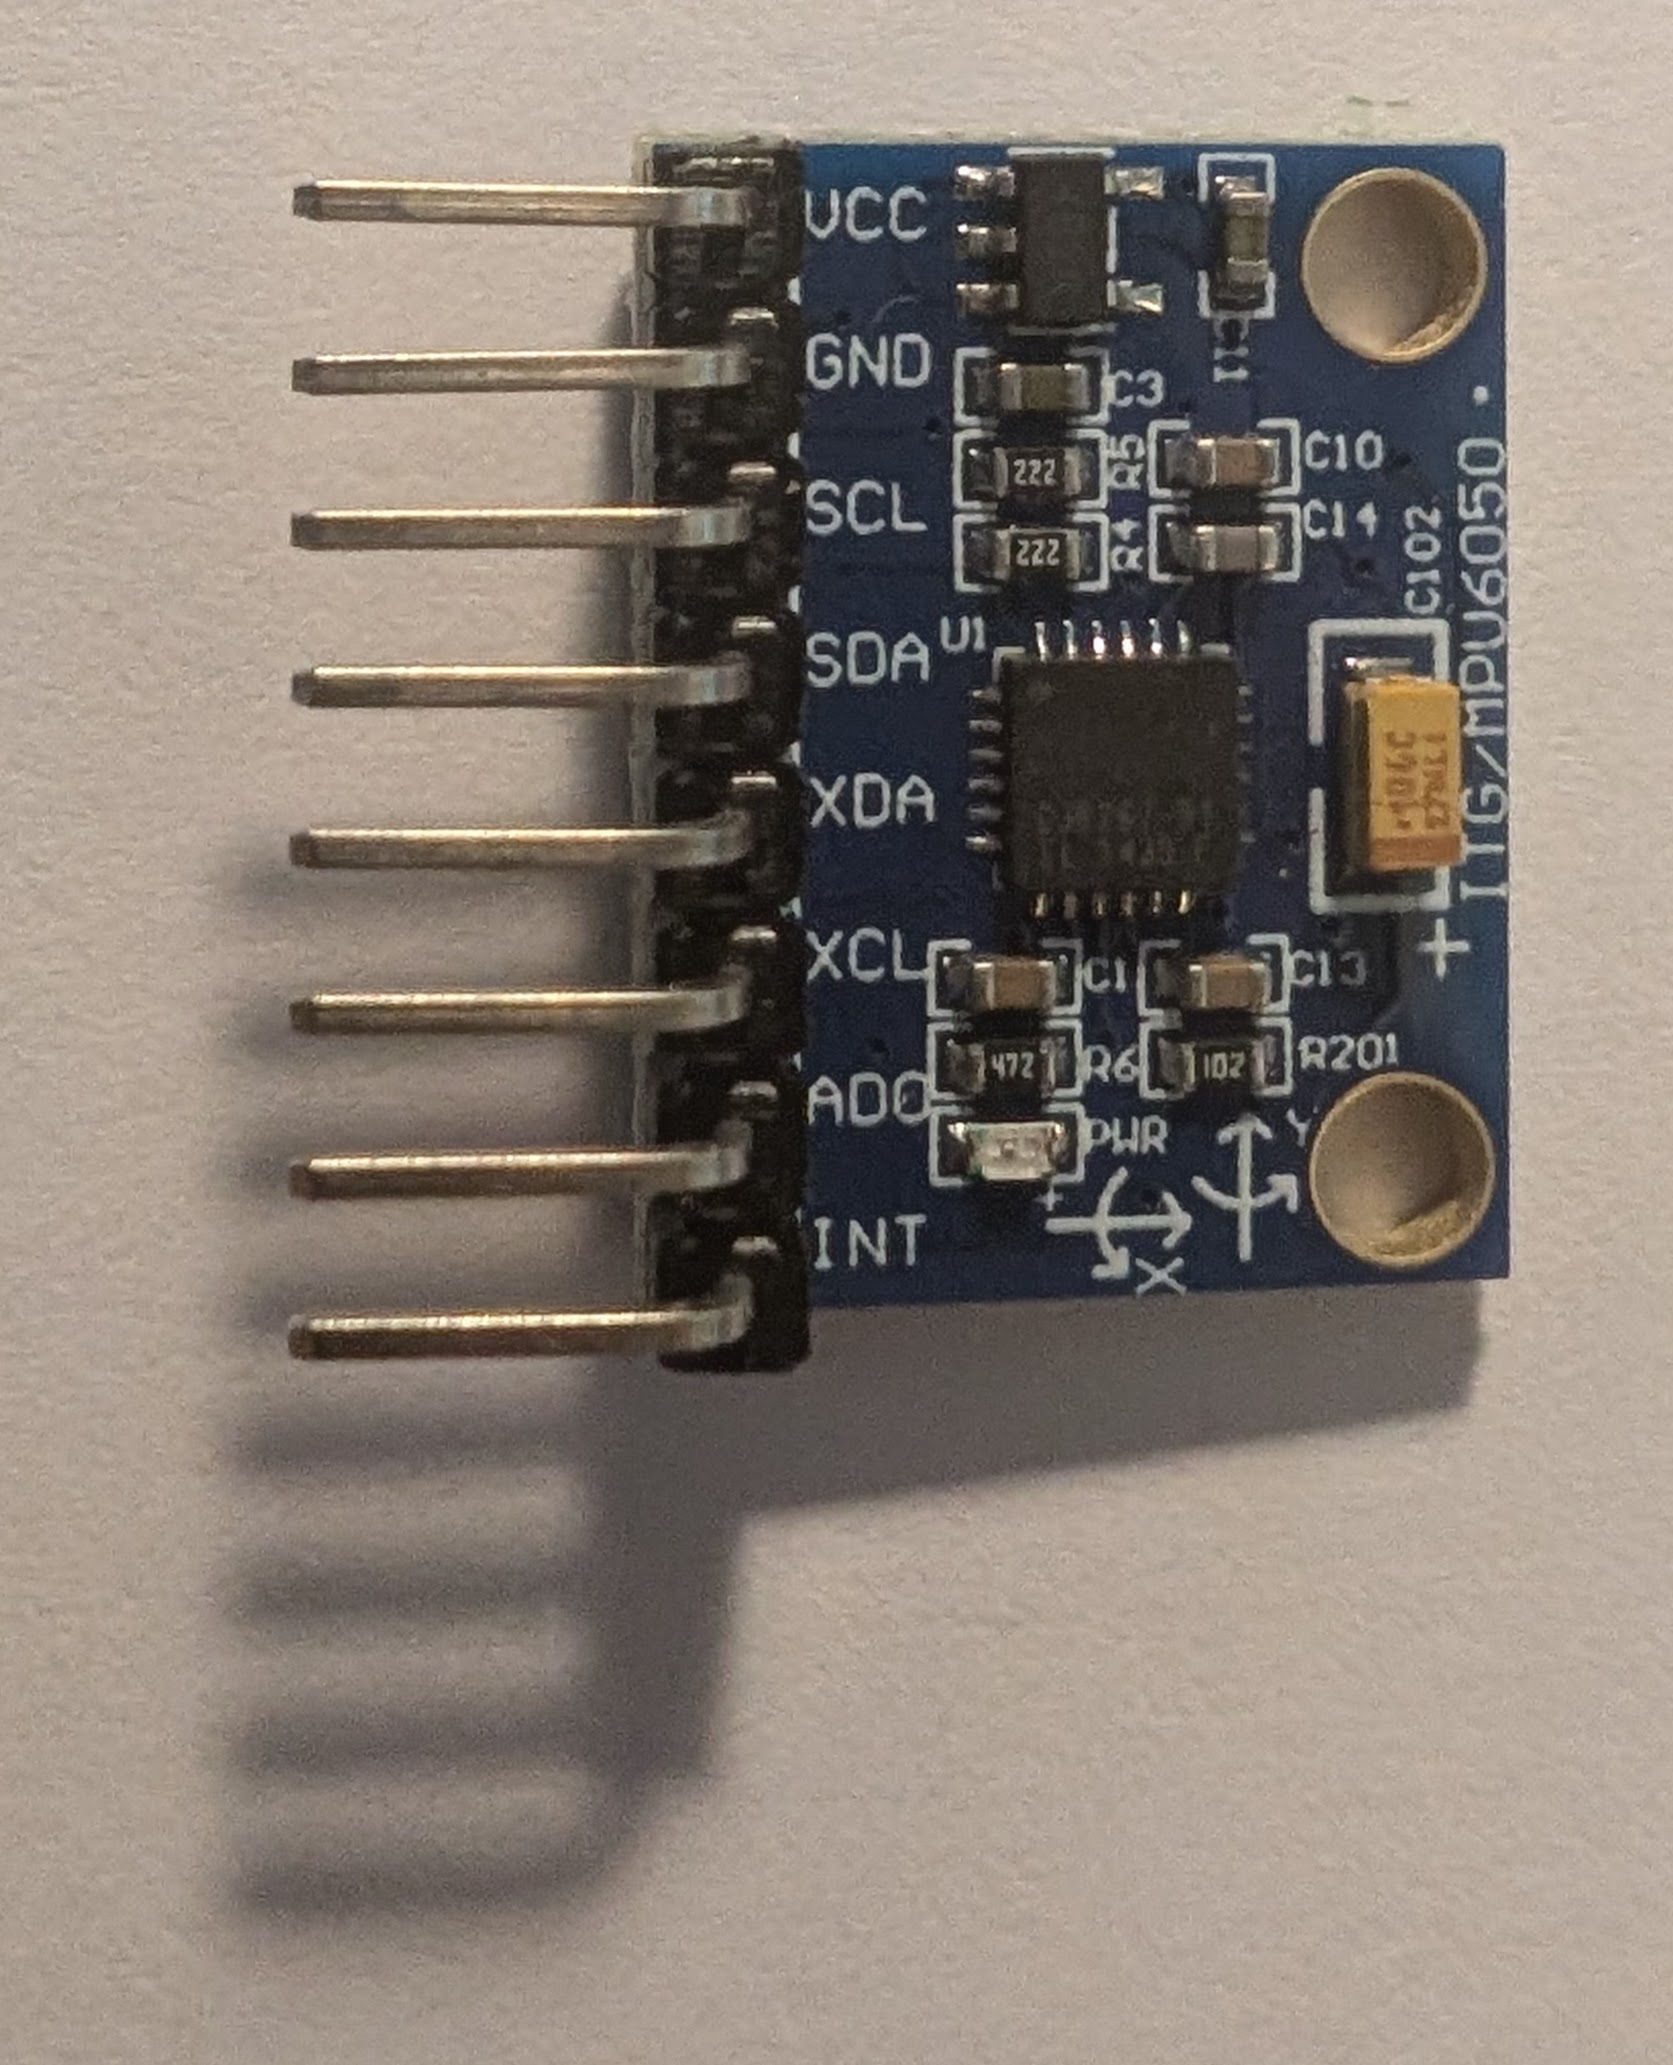 VCC
GND
SCL
SDA
XDA
XCL
AD0
INT
C3
R5
222
R4
222
C10
C14
C102
ITG/MPU6050
U1
C1
C13
472
R6
102
R201
PWR
+
+
Y
X